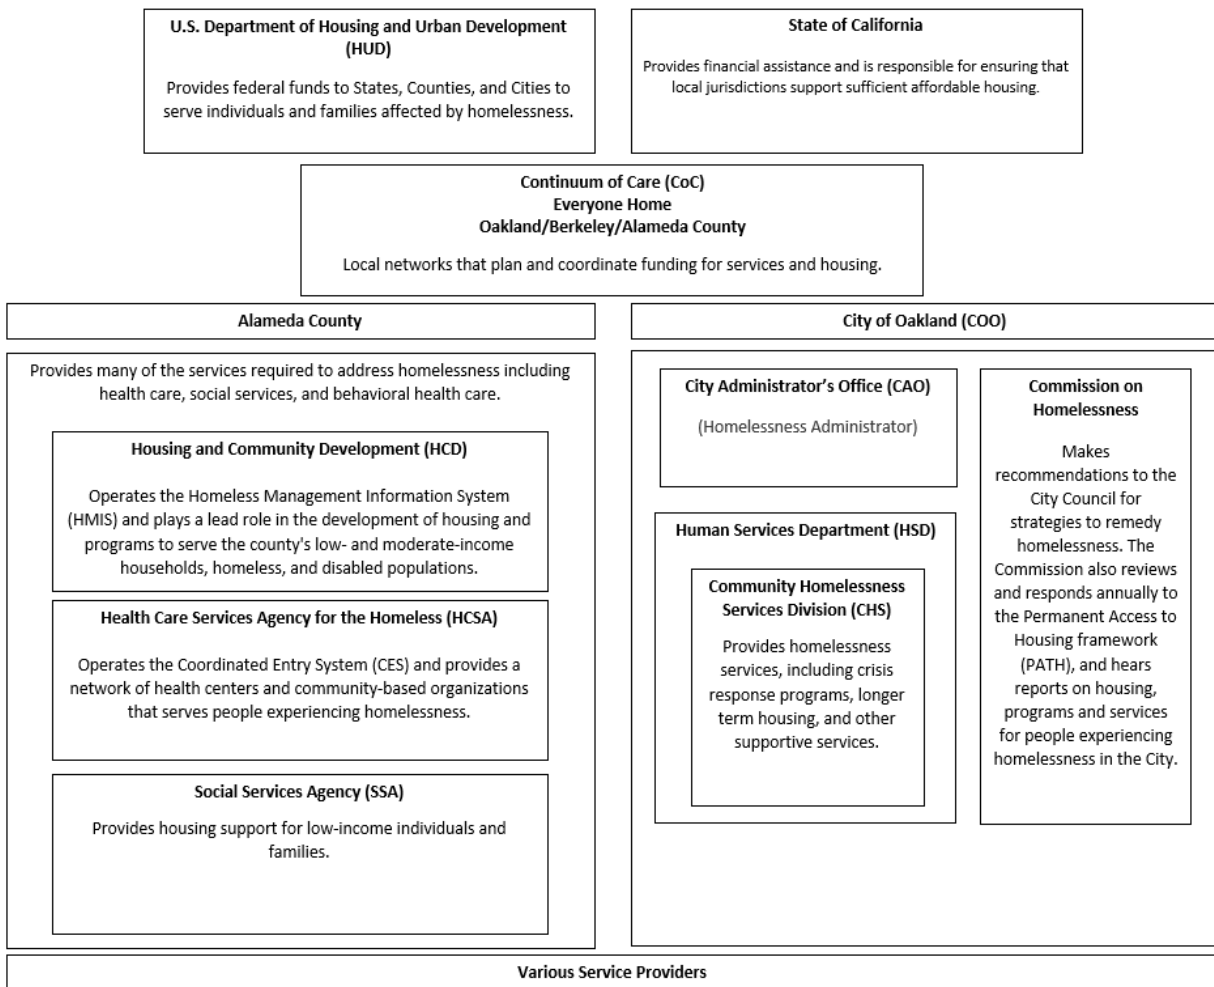 U.S. Department of Housing and Urban Development
(HUD)
Provides federal funds to States, Counties, and Cities to
serve individuals and families affected by homelessness.
State of California
Provides financial assistance and is responsible for ensuring that
local jurisdictions support sufficient affordable housing.
Continuum of Care (CoC)
Everyone Home
Oakland/Berkeley/Alameda County
Local networks that plan and coordinate funding for services and housing.
Alameda County
Provides many of the services required to address homelessness including
health care, social services, and behavioral health care.
Housing and Community Development (HCD)
Operates the Homeless Management Information System
(HMIS) and plays a lead role in the development of housing and
programs to serve the county's low- and moderate-income
households, homeless, and disabled populations.
Health Care Services Agency for the Homeless (HCSA)
Operates the Coordinated Entry System (CES) and provides a
network of health centers and community-based organizations
that serves people experiencing homelessness.
Social Services Agency (SSA)
Provides housing support for low-income individuals and
families.
City of Oakland (COO)
City Administrator's Office (CAO)
(Homelessness Administrator)
Human Services Department (HSD)
Community Homelessness
Services Division (CHS)
Provides homelessness
services, including crisis
response programs, longer
term housing, and other
supportive services.
Commission on
Homelessness
Makes
recommendations to the
City Council for
strategies to remedy
homelessness. The
Commission also reviews
and responds annually to
the Permanent Access to
Housing framework
(PATH), and hears
reports on housing,
programs and services
for people experiencing
homelessness in the City.
Various Service Providers